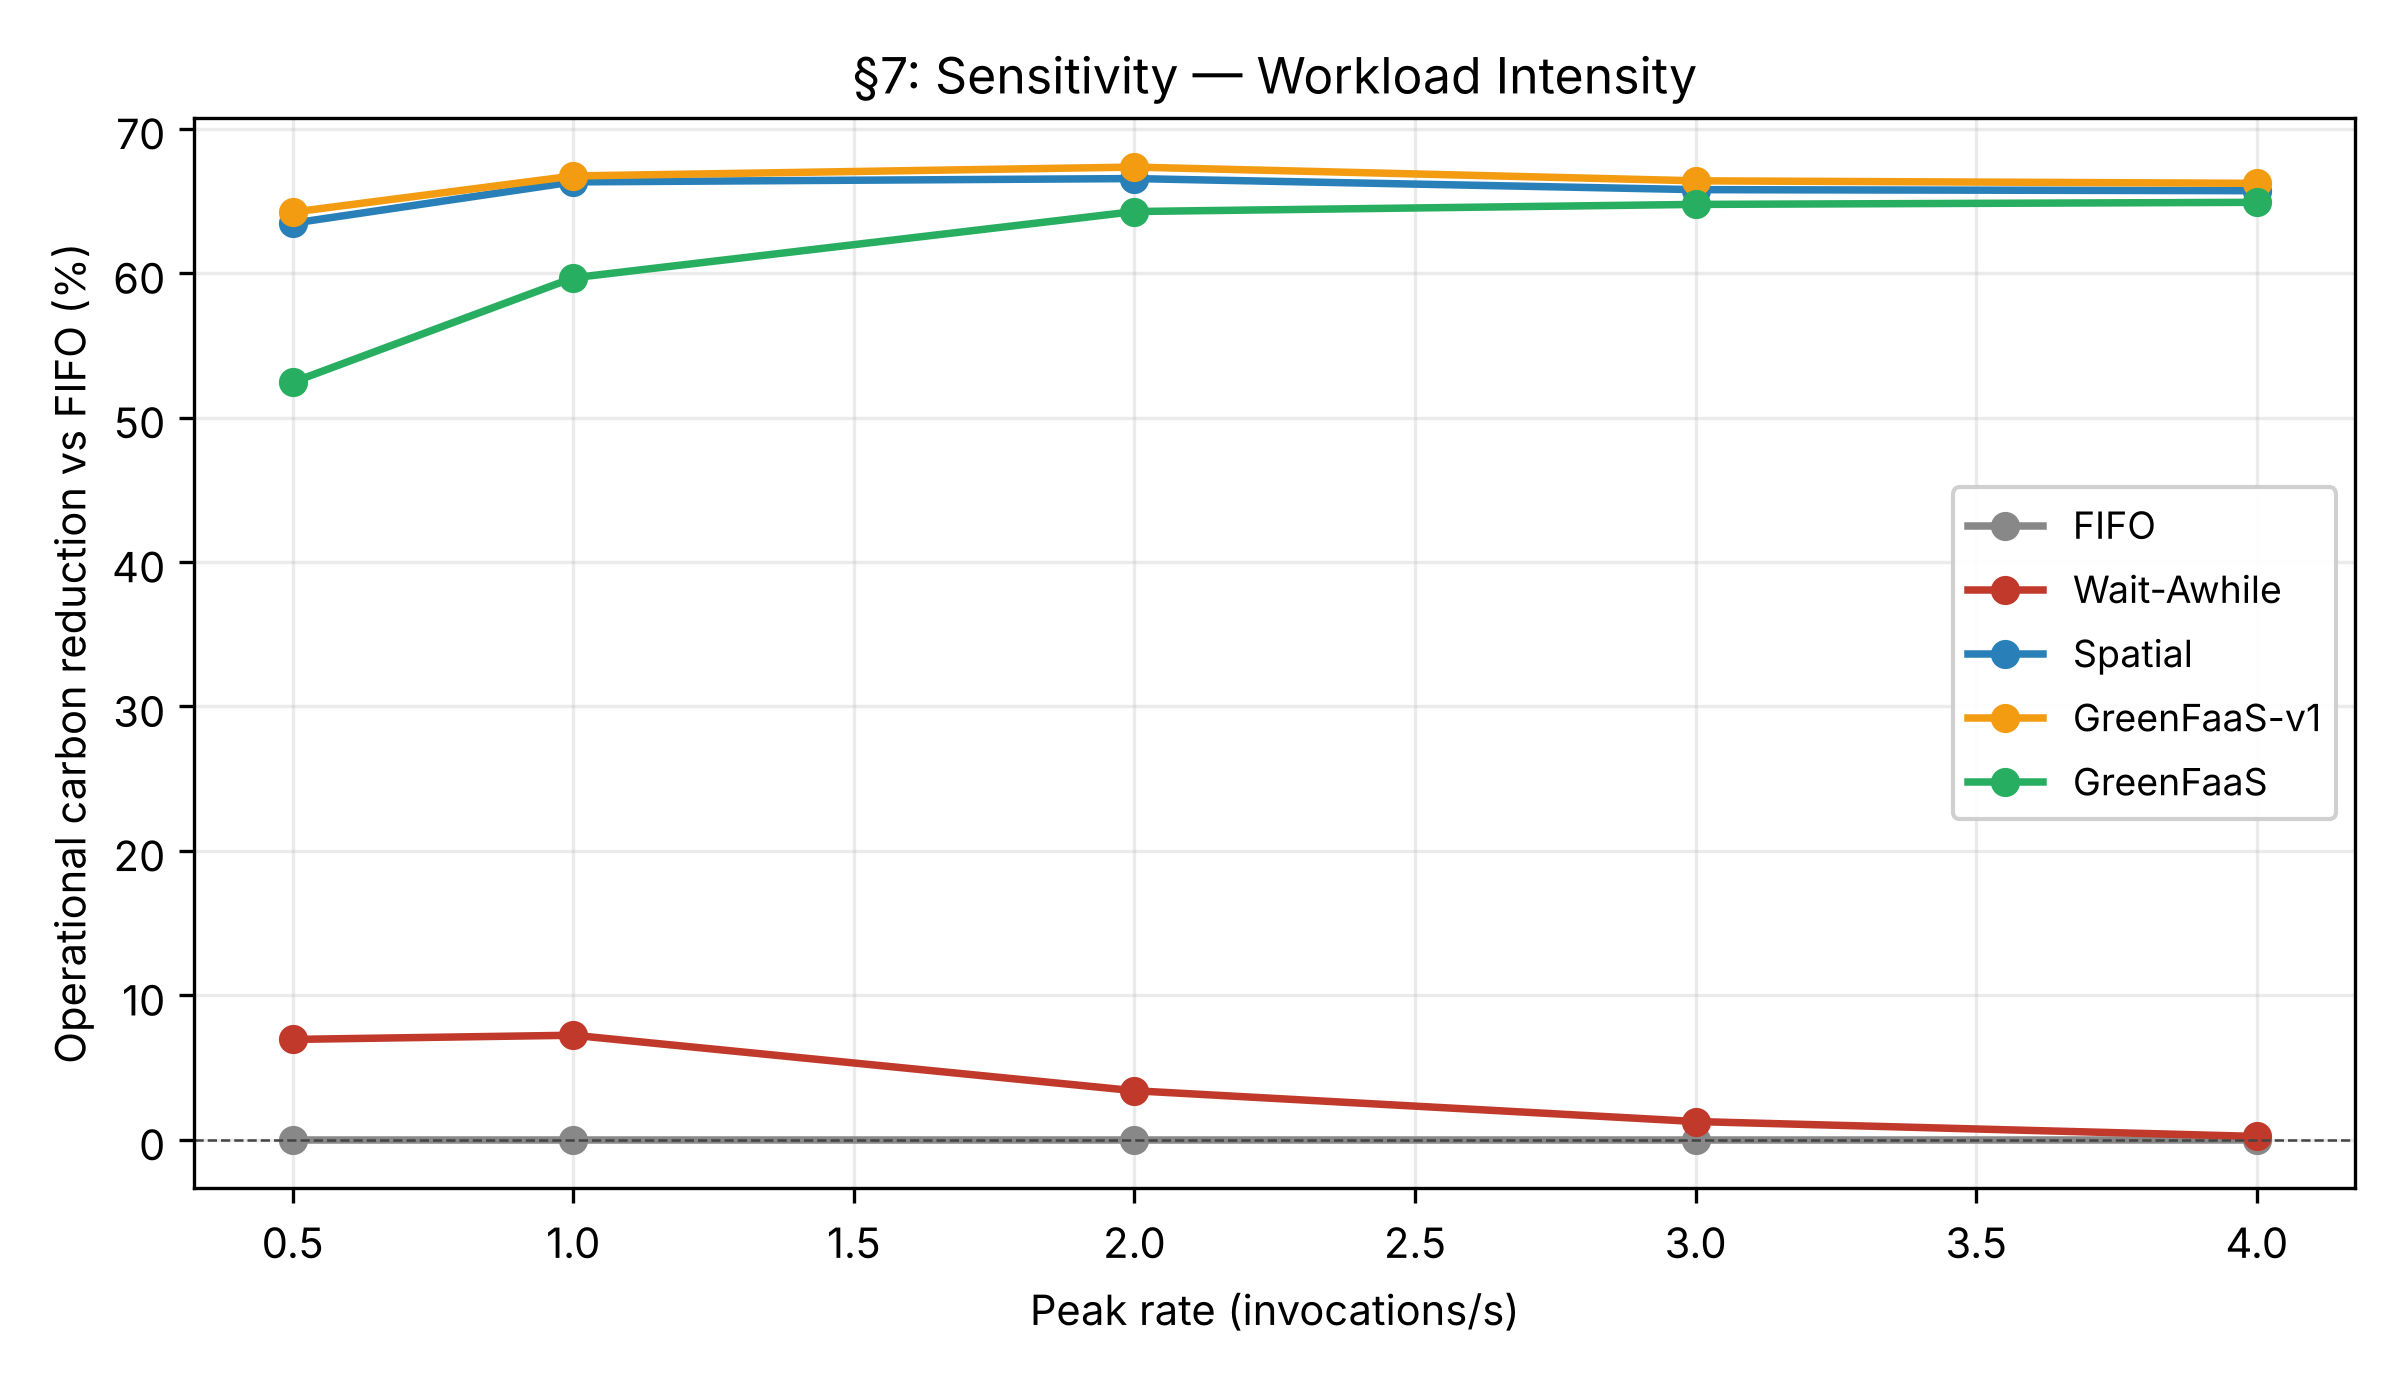 §7: Sensitivity — Workload Intensity
Operational carbon reduction vs FIFO (%)
70
60
50
40
30
20
10
0
FIFO
Wait-Awhile
Spatial
GreenFaaS-v1
GreenFaaS
0.5 1.0 1.5 2.0 2.5 3.0 3.5 4.0
Peak rate (invocations/s)